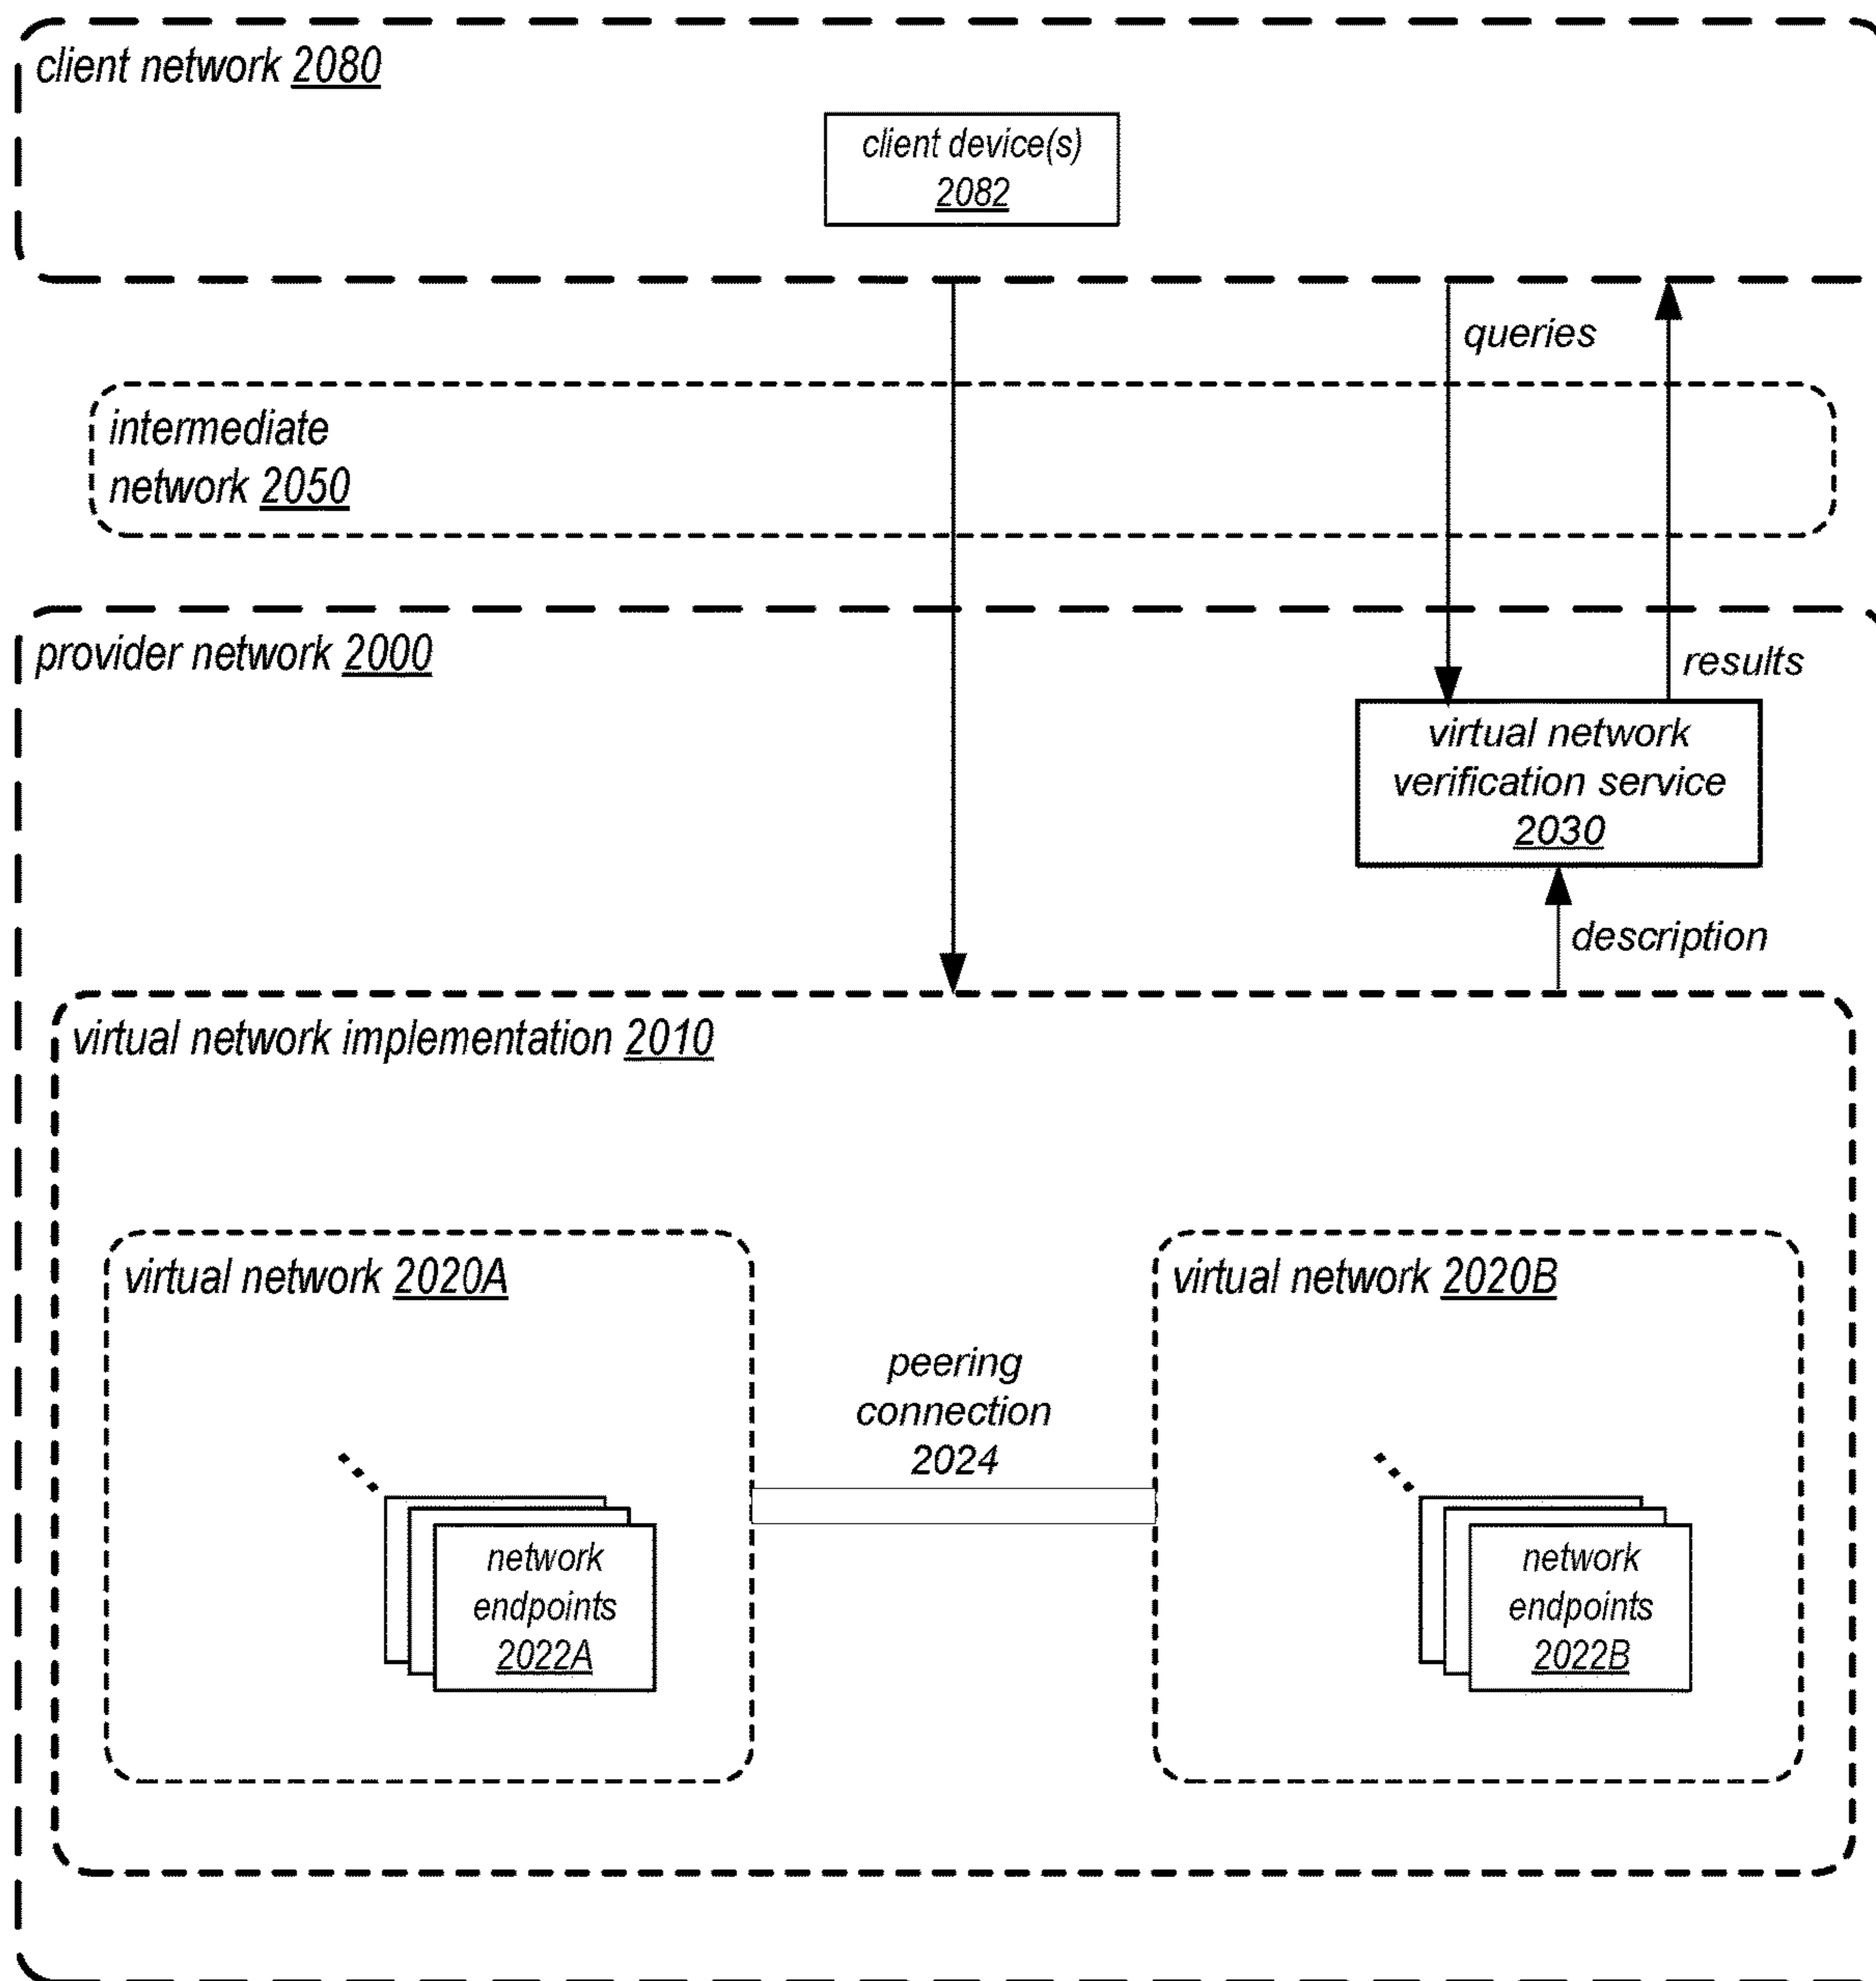 client network 2080
client device(s)
2082
queries
intermediate
network 2050
provider network 2000
results
virtual network
verification service
2030
description
virtual network implementation 2010
virtual network 2020A
virtual network 2020B
peering
connection
2024
network
endpoints
2022A
network
endpoints
2022B